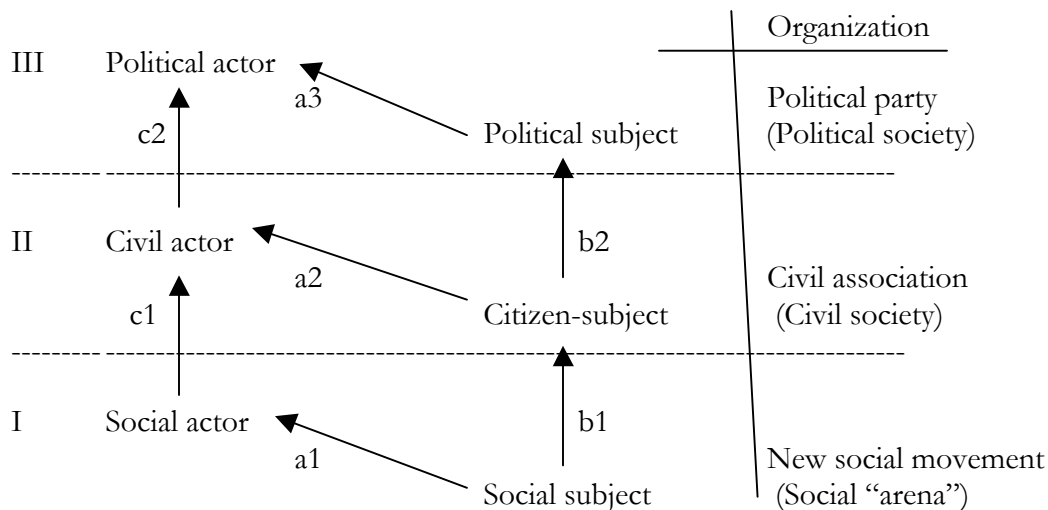 Organization
III Political actor
a3
Political party
c2
Political subject
(Political society)
II Civil actor
b2
a2
Civil association
c1
Citizen-subject
(Civil society)
I Social actor
b1
a1
New social movement
Social subject
(Social “arena”)